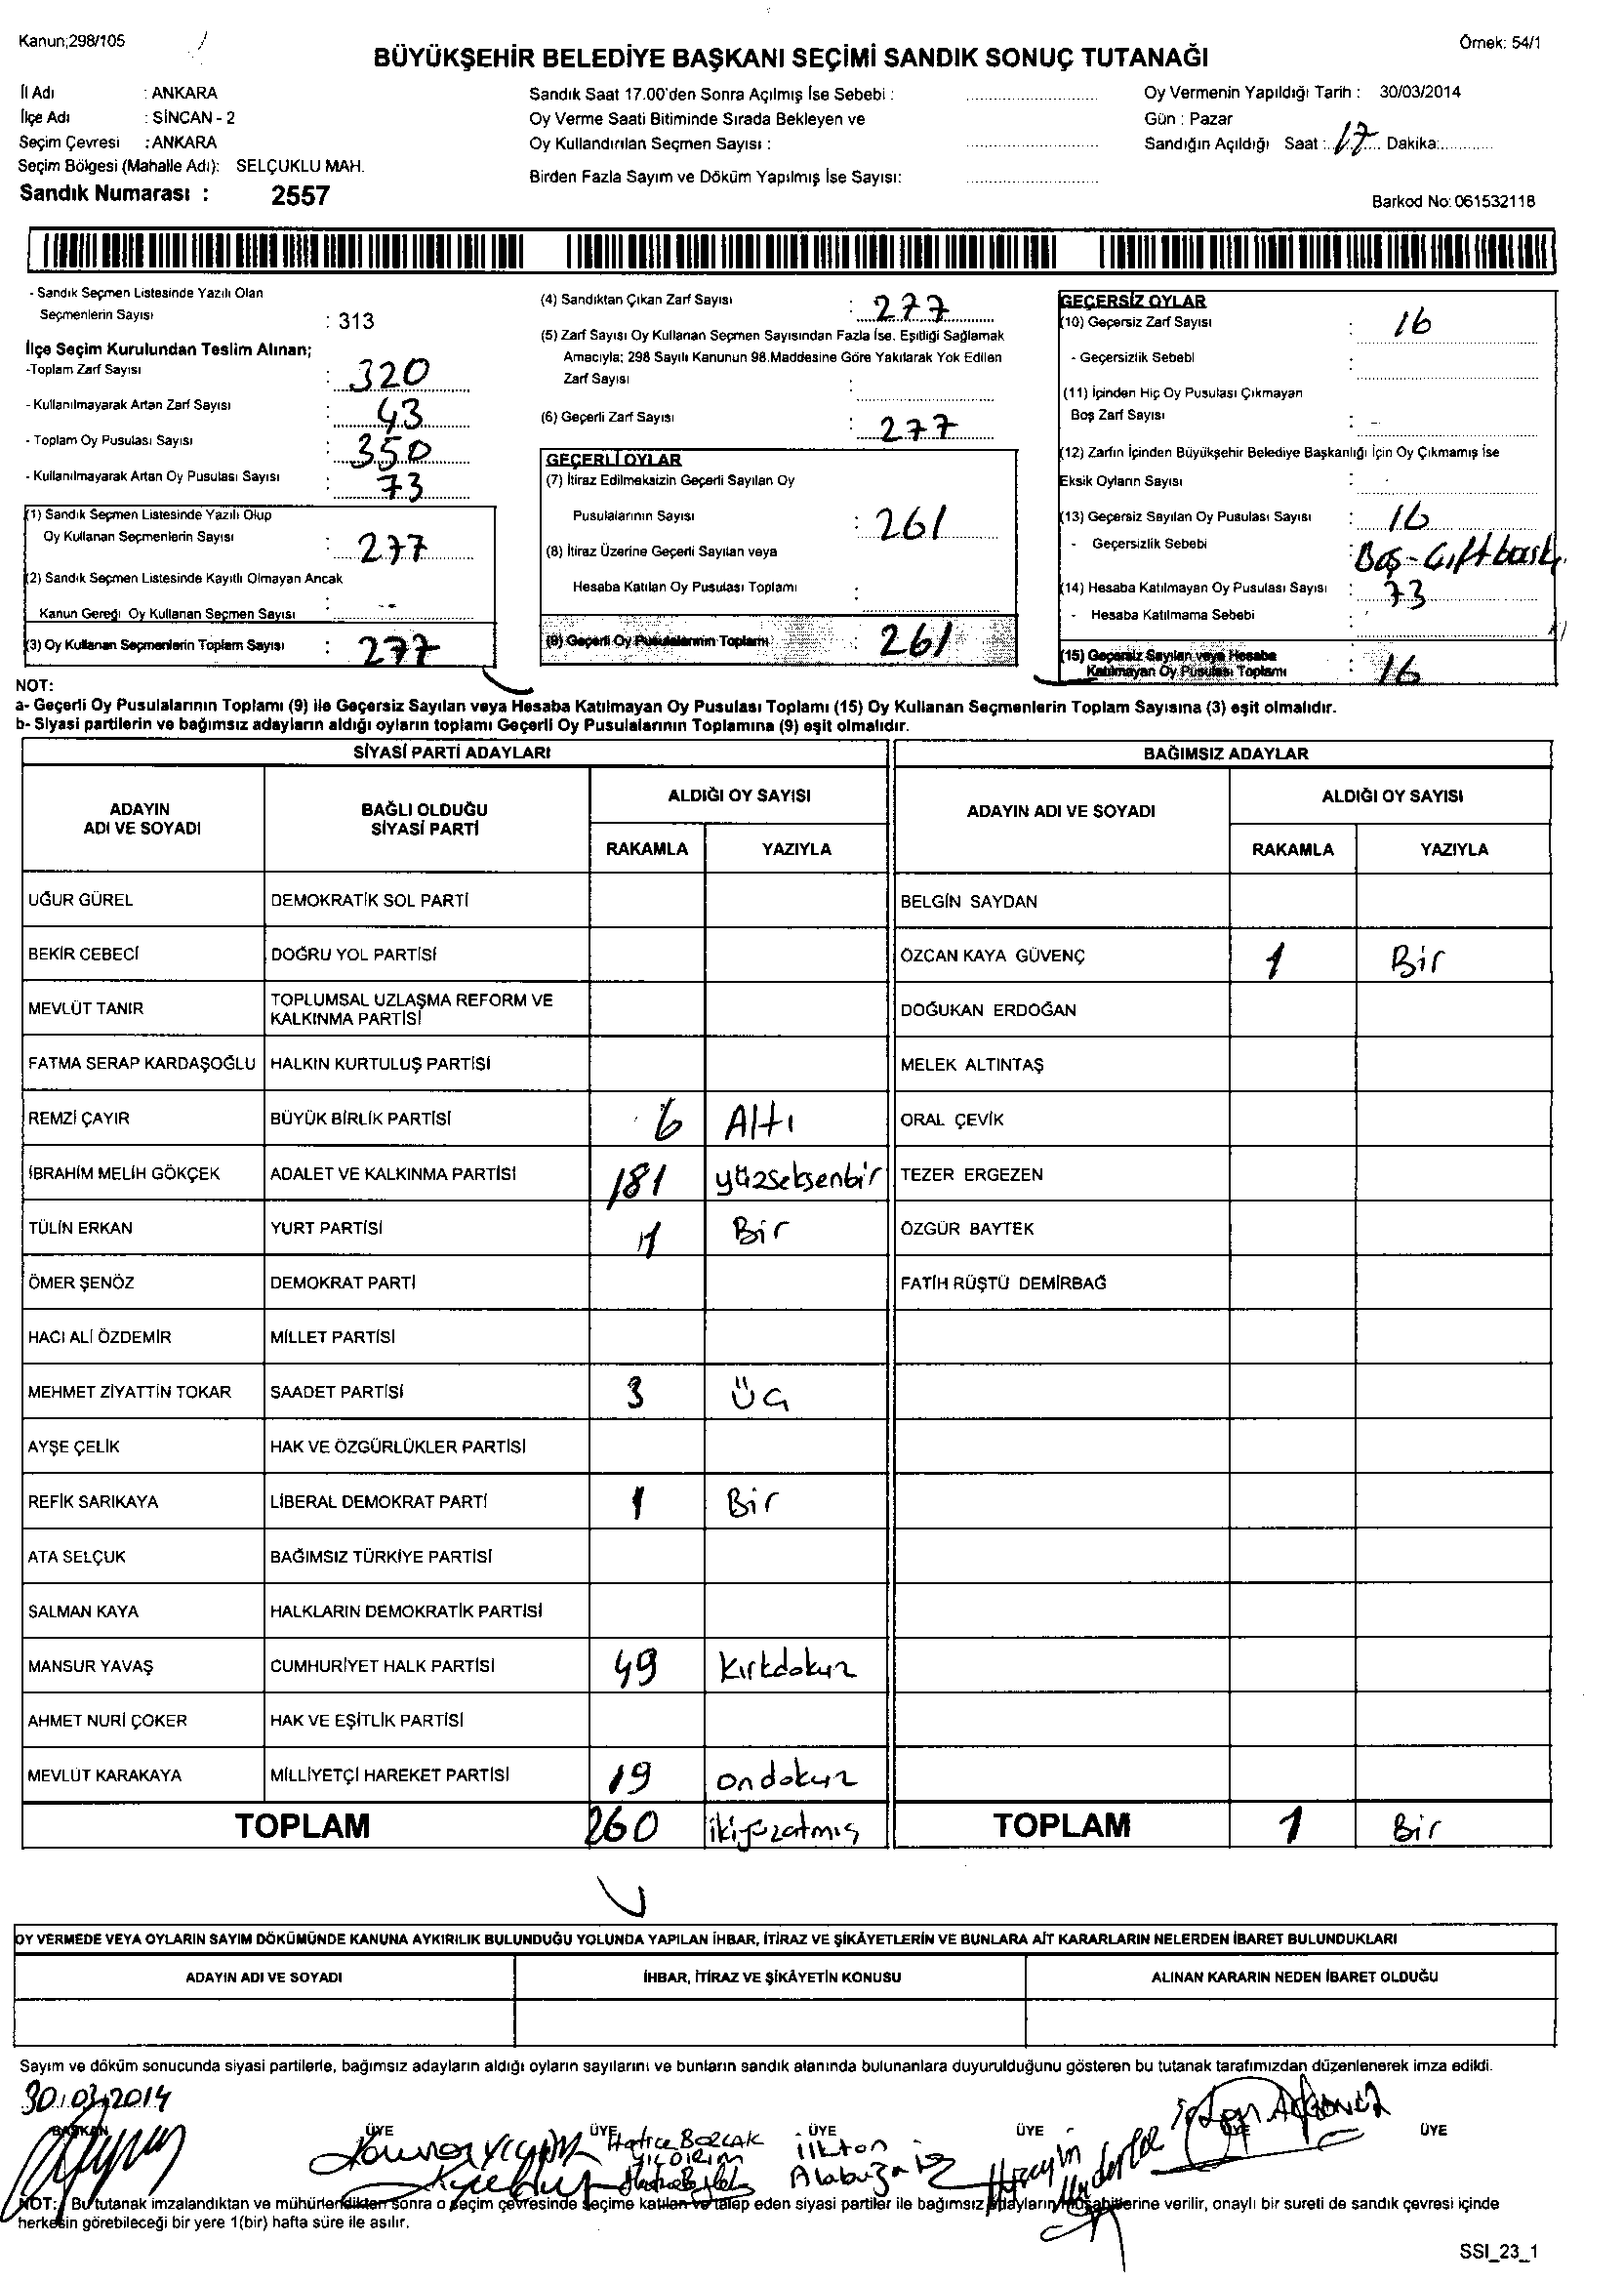 Kanun;298/105
Örnek: 54/1
BÜYÜKŞEHİR BELEDİYE BAŞKANI SEÇİMİ SANDIK SONUÇ TUTANAĞI
İl Adı : ANKARA
İlçe Adı : SİNCAN - 2
Seçim Çevresi : ANKARA
Seçim Bölgesi (Mahalle Adı): SELÇUKLU MAH.
Sandık Numarası : 2557
Sandık Saat 17.00'den Sonra Açılmış İse Sebebi :
Oy Verme Saati Bitiminde Sırada Bekleyen ve
Oy Kullandırılan Seçmen Sayısı :
Birden Fazla Sayım ve Döküm Yapılmış İse Sayısı:
Oy Vermenin Yapıldığı Tarih : 30/03/2014
Gün : Pazar
Sandığın Açıldığı Saat : 17 Dakika:
Barkod No: 061532118
- Sandık Seçmen Listesinde Yazılı Olan
Seçmenlerin Sayısı : 313
İlçe Seçim Kurulundan Teslim Alınan;
-Toplam Zarf Sayısı : 320
- Kullanılmayarak Artan Zarf Sayısı : 43
- Toplam Oy Pusulası Sayısı : 350
- Kullanılmayarak Artan Oy Pusulası Sayısı : 73
(1) Sandık Seçmen Listesinde Yazılı Olup
Oy Kullanan Seçmenlerin Sayısı : 277
(2) Sandık Seçmen Listesinde Kayıtlı Olmayan Ancak
Kanun Gereği Oy Kullanan Seçmen Sayısı : --
(3) Oy Kullanan Seçmenlerin Toplam Sayısı : 277
(4) Sandıktan Çıkan Zarf Sayısı : 277
(5) Zarf Sayısı Oy Kullanan Seçmen Sayısından Fazla İse, Eşitliği Sağlamak
Amacıyla; 298 Sayılı Kanunun 98.Maddesine Göre Yakılarak Yok Edilen
Zarf Sayısı :
(6) Geçerli Zarf Sayısı : 277
GEÇERLİ OYLAR
(7) İtiraz Edilmeksizin Geçerli Sayılan Oy
Pusulalarının Sayısı : 261
(8) İtiraz Üzerine Geçerli Sayılan veya
Hesaba Katılan Oy Pusulası Toplamı :
(9) Geçerli Oy Pusulalarının Toplamı : 261
GEÇERSİZ OYLAR
(10) Geçersiz Zarf Sayısı : 16
- Geçersizlik Sebebi :
(11) İçinden Hiç Oy Pusulası Çıkmayan
Boş Zarf Sayısı : -
(12) Zarfın İçinden Büyükşehir Belediye Başkanlığı İçin Oy Çıkmamış İse
Eksik Oyların Sayısı :
(13) Geçersiz Sayılan Oy Pusulası Sayısı : 16
- Geçersizlik Sebebi : Boş-Çift baskı
(14) Hesaba Katılmayan Oy Pusulası Sayısı : 73
- Hesaba Katılmama Sebebi :
(15) Geçersiz Sayılan veya Hesaba
Katılmayan Oy Pusulası Toplamı : 16
NOT:
a- Geçerli Oy Pusulalarının Toplamı (9) ile Geçersiz Sayılan veya Hesaba Katılmayan Oy Pusulası Toplamı (15) Oy Kullanan Seçmenlerin Toplam Sayısına (3) eşit olmalıdır.
b- Siyasi partilerin ve bağımsız adayların aldığı oyların toplamı Geçerli Oy Pusulalarının Toplamına (9) eşit olmalıdır.
SİYASİ PARTİ ADAYLARI
BAĞIMSIZ ADAYLAR
ADAYIN ADI VE SOYADI
BAĞLI OLDUĞU SİYASİ PARTİ
ALDIĞI OY SAYISI
RAKAMLA YAZIYLA
ADAYIN ADI VE SOYADI
ALDIĞI OY SAYISI
RAKAMLA YAZIYLA
UĞUR GÜREL DEMOKRATİK SOL PARTİ BELGİN SAYDAN
BEKİR CEBECİ DOĞRU YOL PARTİSİ ÖZCAN KAYA GÜVENÇ 1 Bir
MEVLÜT TANIR TOPLUMSAL UZLAŞMA REFORM VE KALKINMA PARTİSİ DOĞUKAN ERDOĞAN
FATMA SERAP KARDAŞOĞLU HALKIN KURTULUŞ PARTİSİ MELEK ALTINTAŞ
REMZİ ÇAYIR BÜYÜK BİRLİK PARTİSİ 6 Altı ORAL ÇEVİK
İBRAHİM MELİH GÖKÇEK ADALET VE KALKINMA PARTİSİ 181 yüzseksenbir TEZER ERGEZEN
TÜLİN ERKAN YURT PARTİSİ 1 Bir ÖZGÜR BAYTEK
ÖMER ŞENÖZ DEMOKRAT PARTİ FATİH RÜŞTÜ DEMİRBAĞ
HACI ALİ ÖZDEMİR MİLLET PARTİSİ
MEHMET ZİYATTİN TOKAR SAADET PARTİSİ 3 Üç
AYŞE ÇELİK HAK VE ÖZGÜRLÜKLER PARTİSİ
REFİK SARIKAYA LİBERAL DEMOKRAT PARTİ 1 Bir
ATA SELÇUK BAĞIMSIZ TÜRKİYE PARTİSİ
SALMAN KAYA HALKLARIN DEMOKRATİK PARTİSİ
MANSUR YAVAŞ CUMHURİYET HALK PARTİSİ 49 Kırkdokuz
AHMET NURİ ÇOKER HAK VE EŞİTLİK PARTİSİ
MEVLÜT KARAKAYA MİLLİYETÇİ HAREKET PARTİSİ 19 ondokuz
TOPLAM 260 ikiyüzatmış TOPLAM 1 Bir
OY VERMEDE VEYA OYLARIN SAYIM DÖKÜMÜNDE KANUNA AYKIRILIK BULUNDUĞU YOLUNDA YAPILAN İHBAR, İTİRAZ VE ŞİKÂYETLERİN VE BUNLARA AİT KARARLARIN NELERDEN İBARET BULUNDUKLARI
ADAYIN ADI VE SOYADI İHBAR, İTİRAZ VE ŞİKÂYETİN KONUSU ALINAN KARARIN NEDEN İBARET OLDUĞU
Sayım ve döküm sonucunda siyasi partilerle, bağımsız adayların aldığı oyların sayılarını ve bunların sandık alanında bulunanlara duyurulduğunu gösteren bu tutanak tarafımızdan düzenlenerek imza edildi.
30.03.2014
BAŞKAN ÜYE ÜYE ÜYE ÜYE ÜYE ÜYE
Hatice BOZLAK
YILDIRIM
NOT: Bu tutanak imzalandıktan ve mühürlendikten sonra o seçim çevresinde seçime katılan ve talep eden siyasi partiler ile bağımsız adayların müşahitlerine verilir, onaylı bir sureti de sandık çevresi içinde
herkesin görebileceği bir yere 1(bir) hafta süre ile asılır.
SSI_23_1